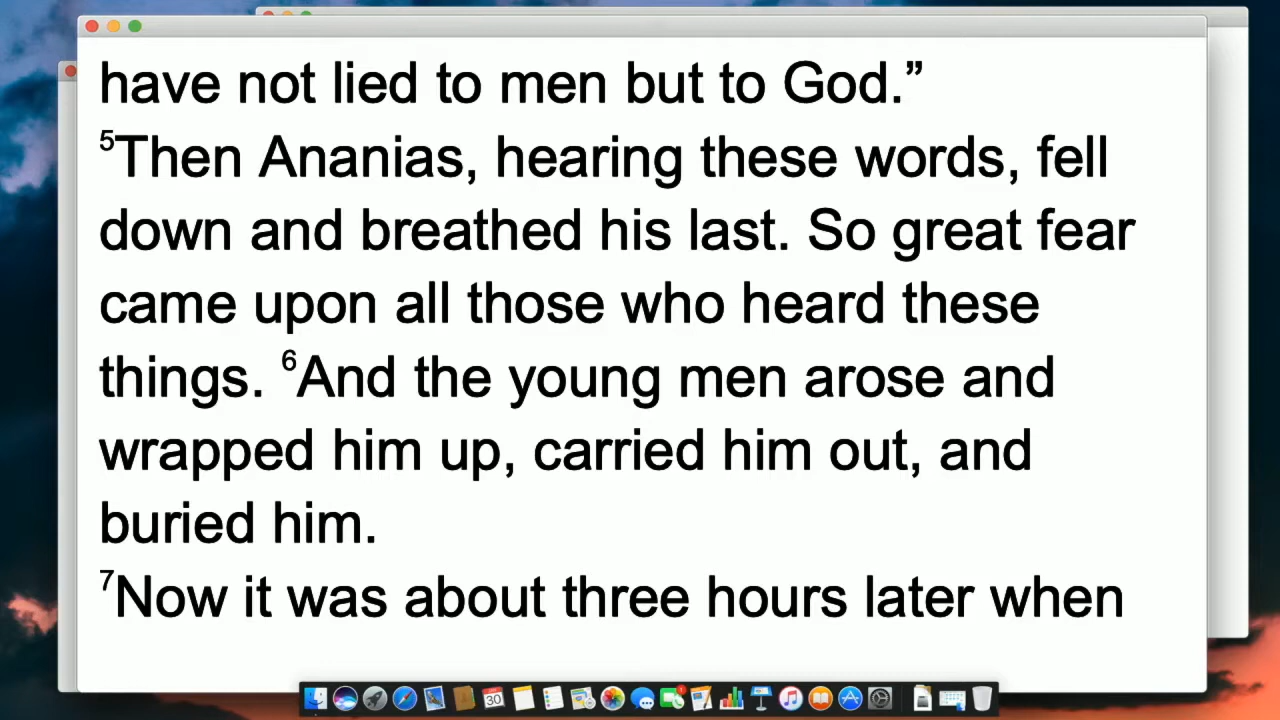 have not lied to men but to God.”
⁵Then Ananias, hearing these words, fell
down and breathed his last. So great fear
came upon all those who heard these
things. ⁶And the young men arose and
wrapped him up, carried him out, and
buried him.
⁷Now it was about three hours later when
30